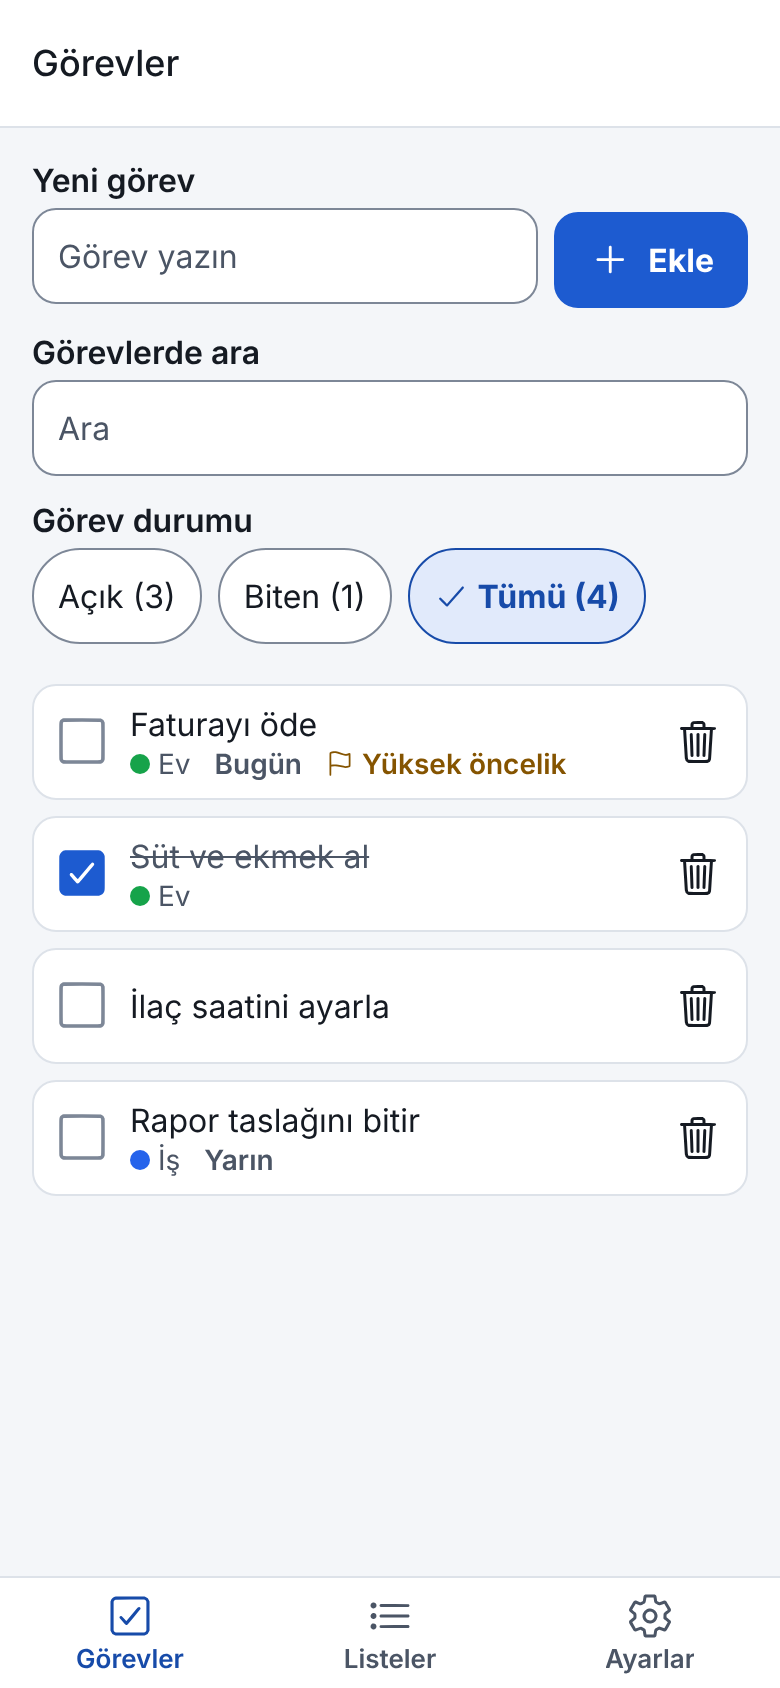 Görevler
Yeni görev
Görev yazın
Ekle
Görevlerde ara
Ara
Görev durumu
Açık (3) Biten (1) Tümü (4)
Faturayı öde
Ev Bugün Yüksek öncelik
Süt ve ekmek al
Ev
İlaç saatini ayarla
Rapor taslağını bitir
İş Yarın
Görevler Listeler Ayarlar